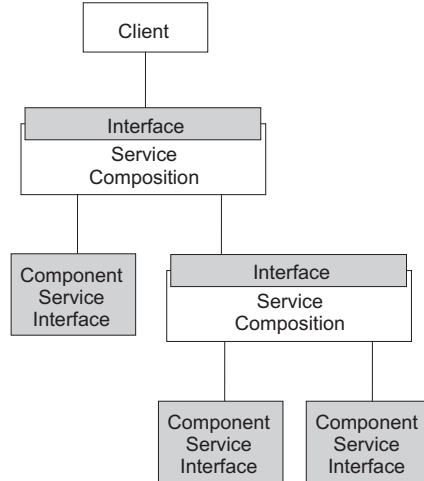 Client
Interface
Service
Composition
Component
Service
Interface
Interface
Service
Composition
Component
Service
Interface
Component
Service
Interface